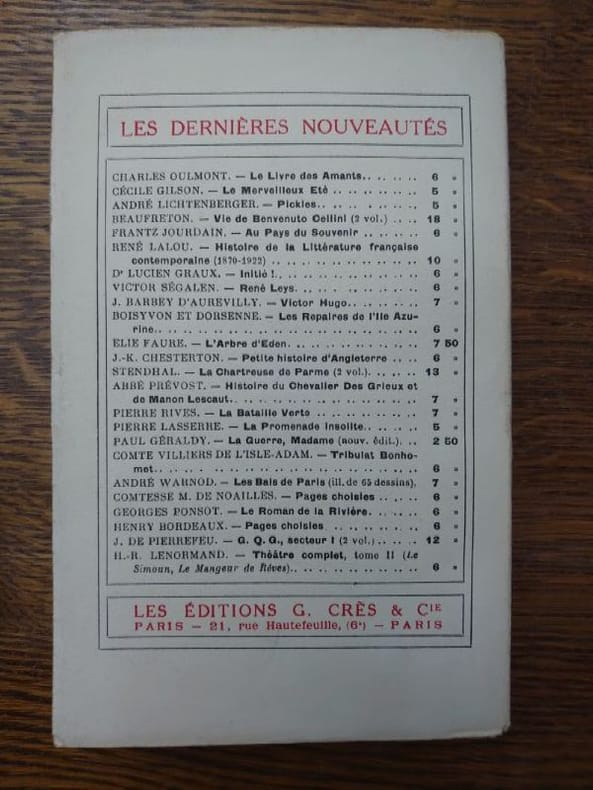 LES DERNIÈRES NOUVEAUTÉS
CHARLES OULMONT. — Le Livre des Amants.. .. .. .. 6 »
CÉCILE GILSON. — Le Merveilleux Eté .. .. .. .. .. .. 5 »
ANDRÉ LICHTENBERGER. — Pickles.. .. .. .. .. .. 5 »
BEAUFRETON. — Vie de Benvenuto Cellini (2 vol.) .. .. 18 »
FRANTZ JOURDAIN. — Au Pays du Souvenir .. .. .. .. 6 »
RENÉ LALOU. — Histoire de la Littérature française
contemporaine (1870-1922) .. .. .. .. .. .. .. .. .. 10 »
Dr LUCIEN GRAUX. — Initié !.. .. .. .. .. .. .. .. .. 6 »
VICTOR SÉGALEN. — René Leys. .. .. .. .. .. .. .. 6 »
J. BARBEY D'AUREVILLY. — Victor Hugo.. .. .. .. .. 7 »
BOISYVON ET DORSENNE. — Les Repaires de l'Ile Azu-
rine.. .. .. .. .. .. .. .. .. .. .. .. .. .. .. 6 »
ELIE FAURE. — L'Arbre d'Eden. .. .. .. .. .. .. .. 7 50
J.-K. CHESTERTON. — Petite histoire d'Angleterre .. .. 6 »
STENDHAL. — La Chartreuse de Parme (2 vol.). .. .. .. 13 »
ABBÉ PRÉVOST. — Histoire du Chevalier Des Grieux et
de Manon Lescaut. .. .. .. .. .. .. .. .. .. .. .. 7 »
PIERRE RIVES. — La Bataille Verte .. .. .. .. .. .. 7 »
PIERRE LASSERRE. — La Promenade Insolite.. .. .. .. 5 »
PAUL GÉRALDY. — La Guerre, Madame (nouv. édit.). .. 2 50
COMTE VILLIERS DE L'ISLE-ADAM. — Tribulat Bonho-
met.. .. .. .. .. .. .. .. .. .. .. .. .. .. .. 6 »
ANDRÉ WARNOD. — Les Bals de Paris (ill. de 65 dessins), 7 »
COMTESSE M. DE NOAILLES. — Pages choisies .. .. .. 6 »
GEORGES PONSOT. — Le Roman de la Rivière. .. .. .. 6 »
HENRY BORDEAUX. — Pages choisies .. .. .. .. .. .. 6 »
J. DE PIERREFEU. — G. Q. G., secteur I (2 vol.).. .. .. 12 »
H.-R. LENORMAND. — Théâtre complet, tome II (Le
Simoun, Le Mangeur de Rêves).. .. .. .. .. .. .. .. 6 »
LES ÉDITIONS G. CRÈS & CIE
PARIS — 21, rue Hautefeuille, (6e) — PARIS